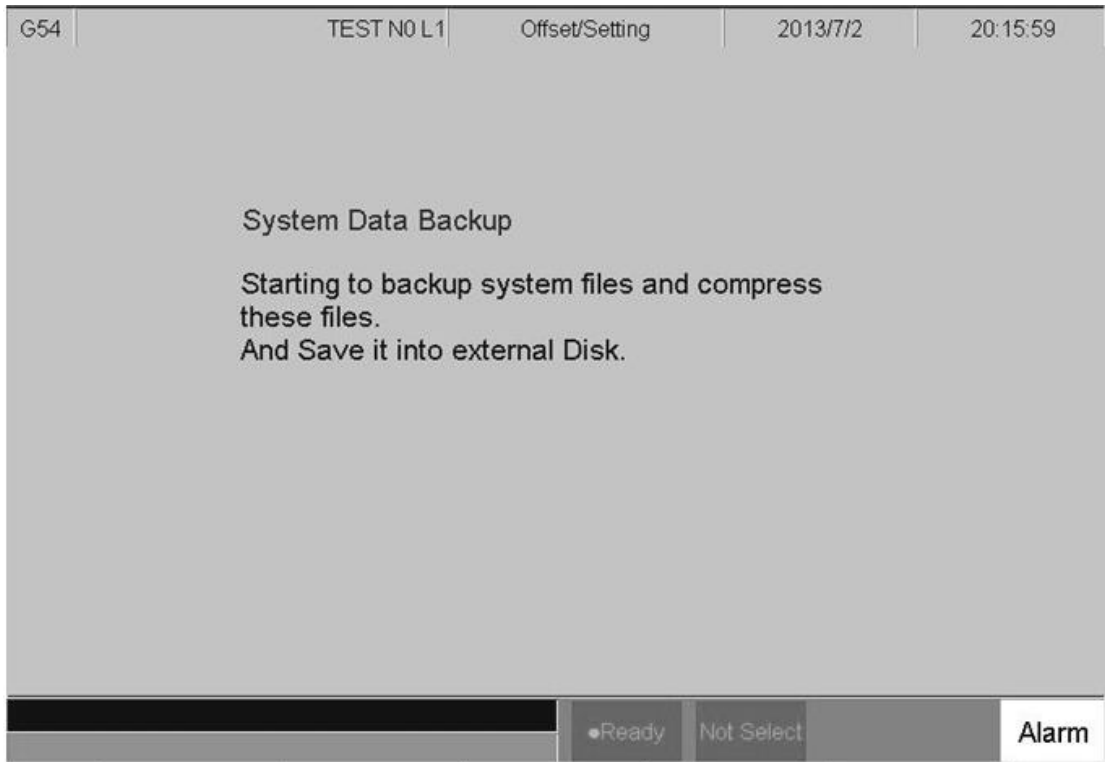 G54 TEST N0 L1 Offset/Setting 2013/7/2 20:15:59
System Data Backup
Starting to backup system files and compress
these files.
And Save it into external Disk.
●Ready Not Select Alarm